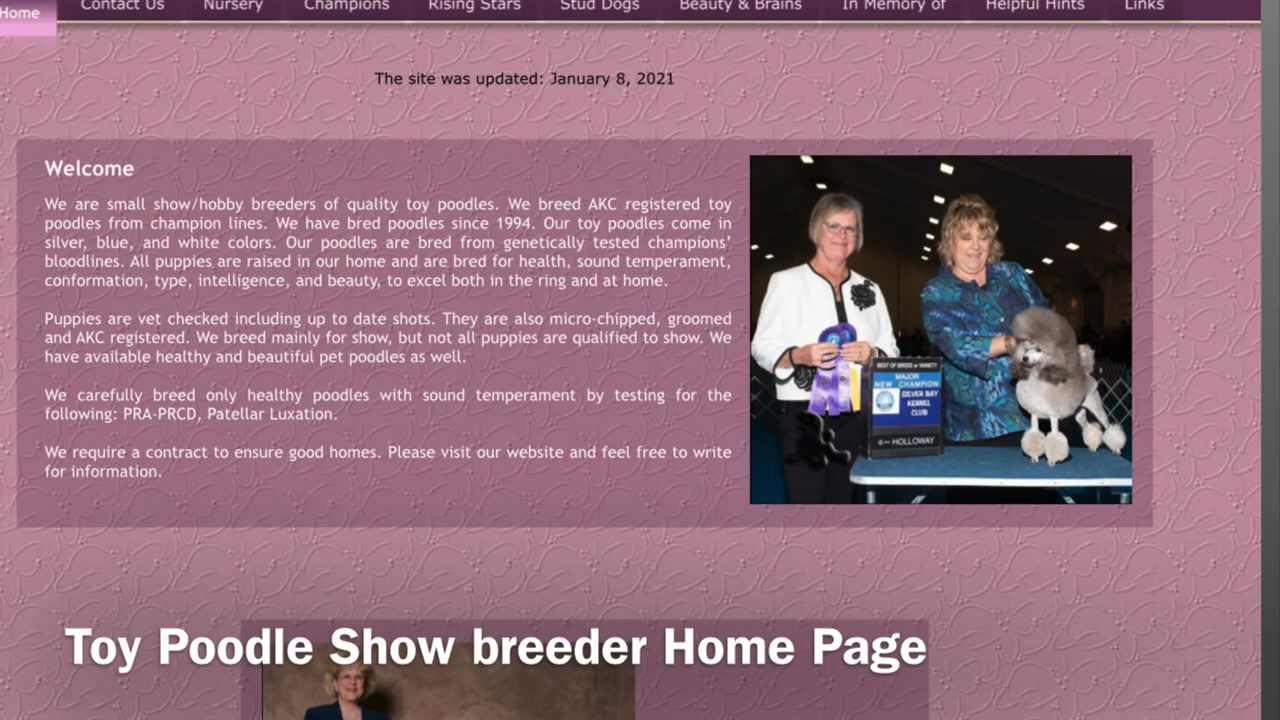 Home Contact Us Nursery Champions Rising Stars Stud Dogs Beauty & Brains In Memory of Helpful Hints Links
The site was updated: January 8, 2021
Welcome
We are small show/hobby breeders of quality toy poodles. We breed AKC registered toy
poodles from champion lines. We have bred poodles since 1994. Our toy poodles come in
silver, blue, and white colors. Our poodles are bred from genetically tested champions'
bloodlines. All puppies are raised in our home and are bred for health, sound temperament,
conformation, type, intelligence, and beauty, to excel both in the ring and at home.
Puppies are vet checked including up to date shots. They are also micro-chipped, groomed
and AKC registered. We breed mainly for show, but not all puppies are qualified to show. We
have available healthy and beautiful pet poodles as well.
We carefully breed only healthy poodles with sound temperament by testing for the
following: PRA-PRCD, Patellar Luxation.
We require a contract to ensure good homes. Please visit our website and feel free to write
for information.
BEST OF BREED or VARIETY
MAJOR
NEW CHAMPION
SILVER BAY
KENNEL
CLUB
HOLLOWAY
Toy Poodle Show breeder Home Page